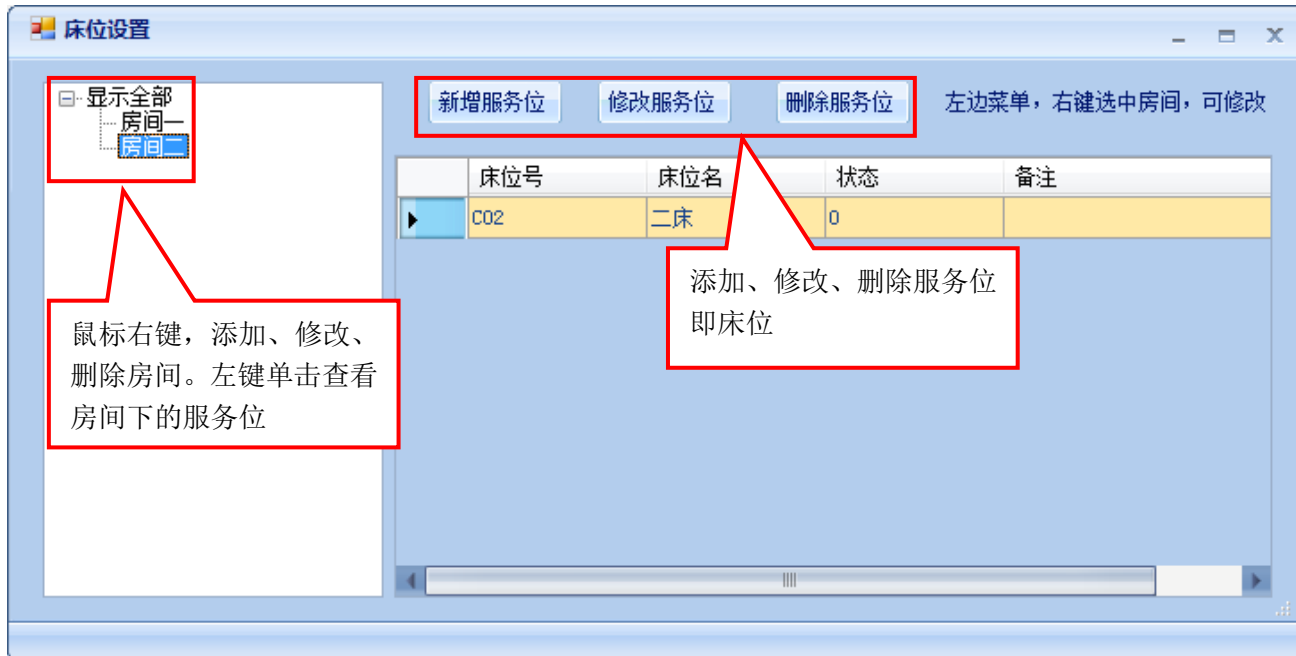 床位设置
显示全部
房间一
房间二
新增服务位 修改服务位 删除服务位 左边菜单，右键选中房间，可修改
床位号 床位名 状态 备注
C02 二床 0
添加、修改、删除服务位
即床位
鼠标右键，添加、修改、
删除房间。左键单击查看
房间下的服务位